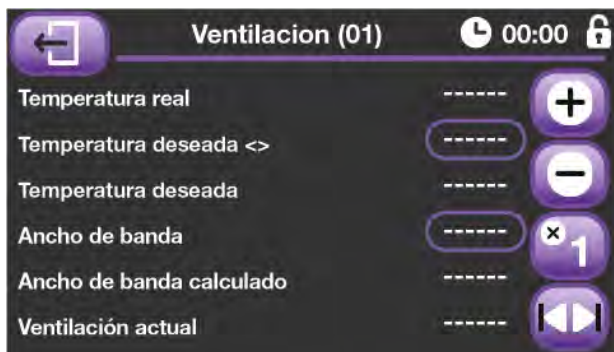 Ventilacion (01) 00:00
Temperatura real ------
Temperatura deseada <> ------
Temperatura deseada ------
Ancho de banda ------
×1
Ancho de banda calculado ------
Ventilación actual ------